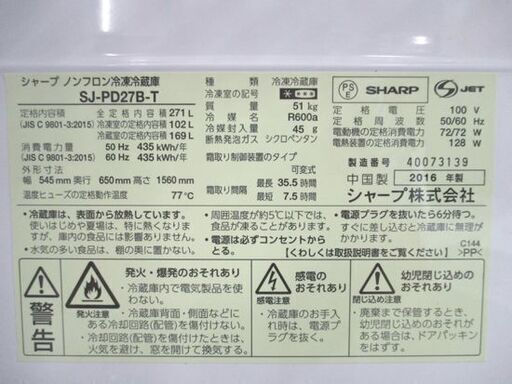 シャープ ノンフロン冷凍冷蔵庫
SJ-PD27B-T
定格内容積 全定格内容積 271 L
(JIS C 9801-3:2015) 冷凍室の定格内容積 102 L
冷蔵室の定格内容積 169 L
消費電力量 50 Hz 435 kWh/年
(JIS C 9801-3:2015) 60 Hz 435 kWh/年
外形寸法
幅 545 mm 奥行 650 mm 高さ 1560 mm
温度ヒューズの定格動作温度 77℃
種類 冷凍冷蔵庫
冷凍室の記号
質量 51 kg
冷媒 R600a
冷媒封入量 45 g
断熱発泡ガス シクロペンタン
霜取り制御装置のタイプ
可変式
霜取り間隔 最長 35.5 時間
最短 7.5 時間
PS
E
SHARP
S JET
定格電圧 100 V
定格周波数 50/60 Hz
電動機の定格消費電力 72/72 W
電熱装置の定格消費電力 128 W
製造番号 40073139
中国製 2016 年製
シャープ株式会社
・冷蔵庫は、表面から放熱しています。
使いはじめや夏場は、特に熱くなりますが、庫内の食品には影響ありません。
・水気の多い食品は、棚の奥に置かない。
・周囲温度が約5℃以下では、食品が凍ることがあります。
・電源は必ずコンセントからとる。
・電源プラグを抜いたら6分待つ。
すぐに差し込むと冷蔵庫に無理がかかります。
【くわしくは取扱説明書をご覧ください】
C144
>PP<
警告
発火・爆発のおそれあり
発火注意
・冷蔵庫内で電気製品を使わない。
・冷蔵庫背面・側面などにある冷却回路(配管)を傷付けない。
冷却回路(配管)を傷付けたときは、火気を避け、窓を開けて換気。
感電のおそれあり
感電注意
・冷蔵庫のお手入れ時は、電源プラグを抜く。
幼児閉じ込めのおそれあり
閉じ込め注意
・廃棄まで保管するときなど、幼児閉じ込めのおそれがある場合は、ドアパッキンをはずす。